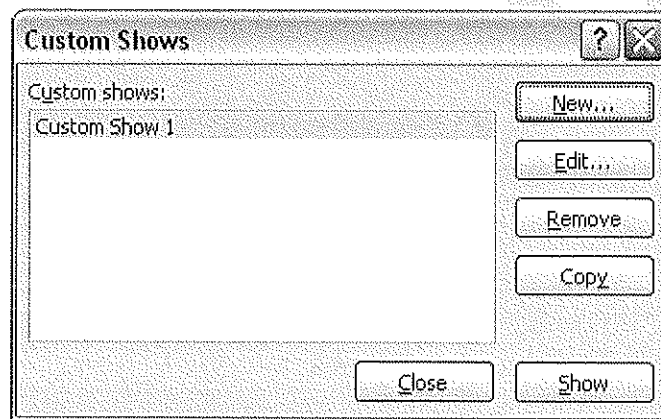 Custom Shows
?
Custom shows:
Custom Show 1
New...
Edit...
Remove
Copy
Close
Show